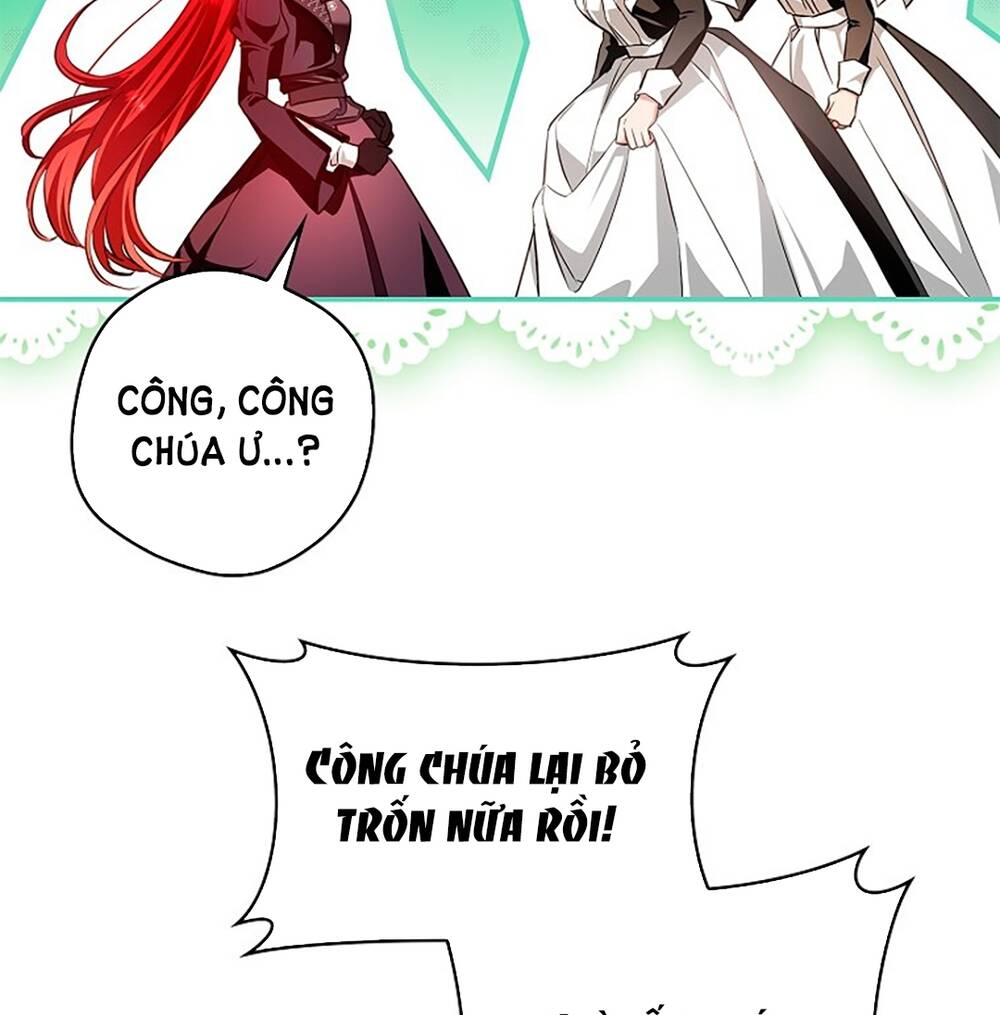 CÔNG, CÔNG
CHÚA Ư...?
CÔNG CHÚA LẠI BỎ
TRỐN NỮA RỒI!